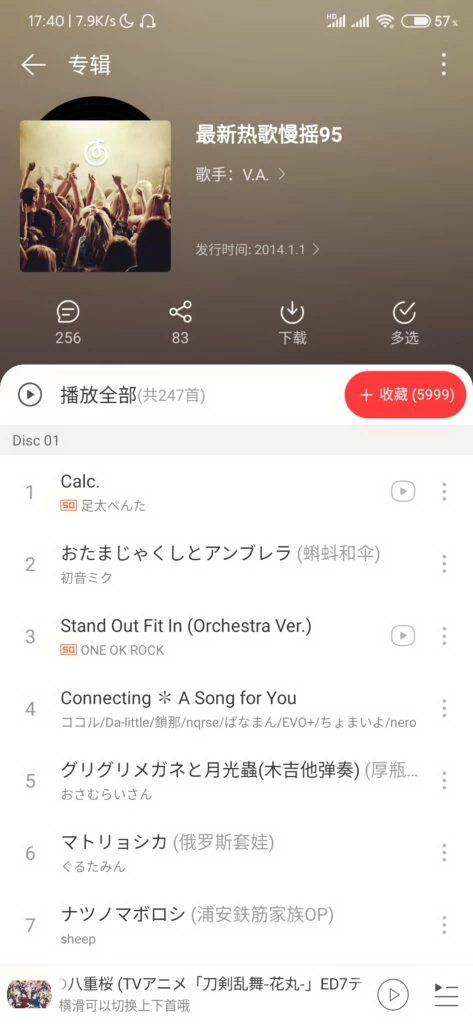 17:40 | 7.9K/s
HD
57%
专辑
最新热歌慢摇95
歌手：V.A.
发行时间: 2014.1.1
256
83
下载
多选
播放全部(共247首)
+ 收藏 (5999)
Disc 01
1
Calc.
SQ 足太ぺんた
2
おたまじゃくしとアンブレラ (蝌蚪和伞)
初音ミク
3
Stand Out Fit In (Orchestra Ver.)
SQ ONE OK ROCK
4
Connecting ＊ A Song for You
ココル/Da-little/鎖那/nqrse/ぱなまん/EVO+/ちょまいよ/nero
5
グリグリメガネと月光蟲(木吉他弹奏) (厚瓶...
おさむらいさん
6
マトリョシカ (俄罗斯套娃)
ぐるたみん
7
ナツノマボロシ (浦安鉄筋家族OP)
sheep
八重桜 (TVアニメ「刀剣乱舞-花丸-」ED7テ
横滑可以切换上下首哦